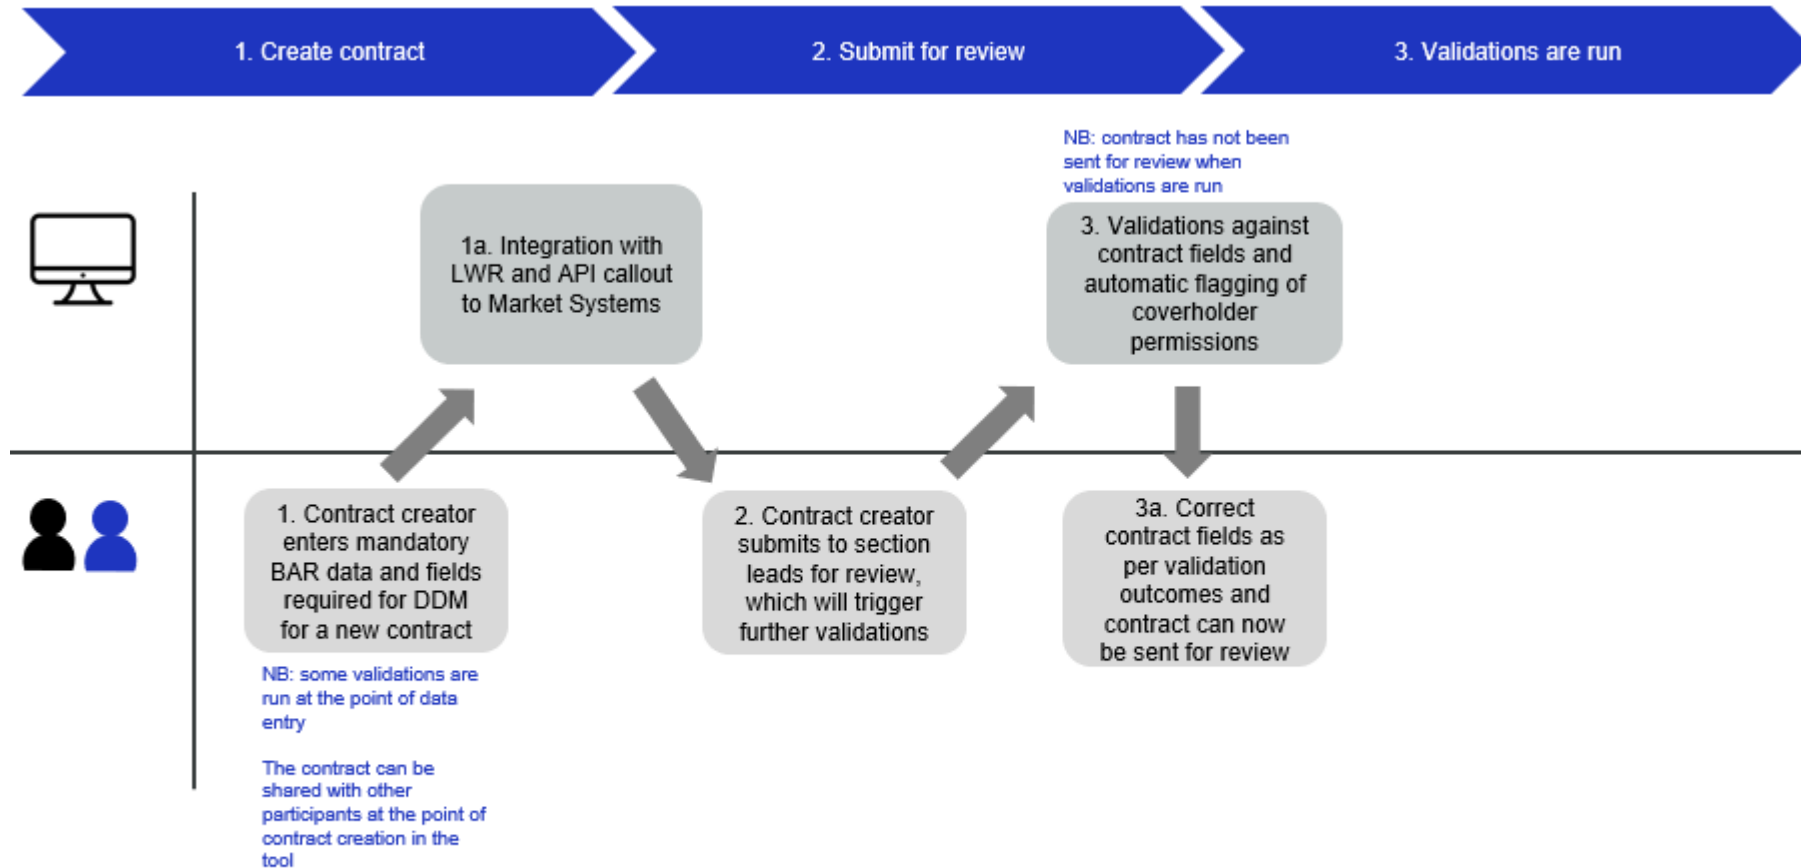 1. Create contract
2. Submit for review
3. Validations are run
NB: contract has not been
sent for review when
validations are run
1a. Integration with
LWR and API callout
to Market Systems
3. Validations against
contract fields and
automatic flagging of
coverholder
permissions
1. Contract creator
enters mandatory
BAR data and fields
required for DDM
for a new contract
2. Contract creator
submits to section
leads for review,
which will trigger
further validations
3a. Correct
contract fields as
per validation
outcomes and
contract can now
be sent for review
NB: some validations are
run at the point of data
entry
The contract can be
shared with other
participants at the point of
contract creation in the
tool